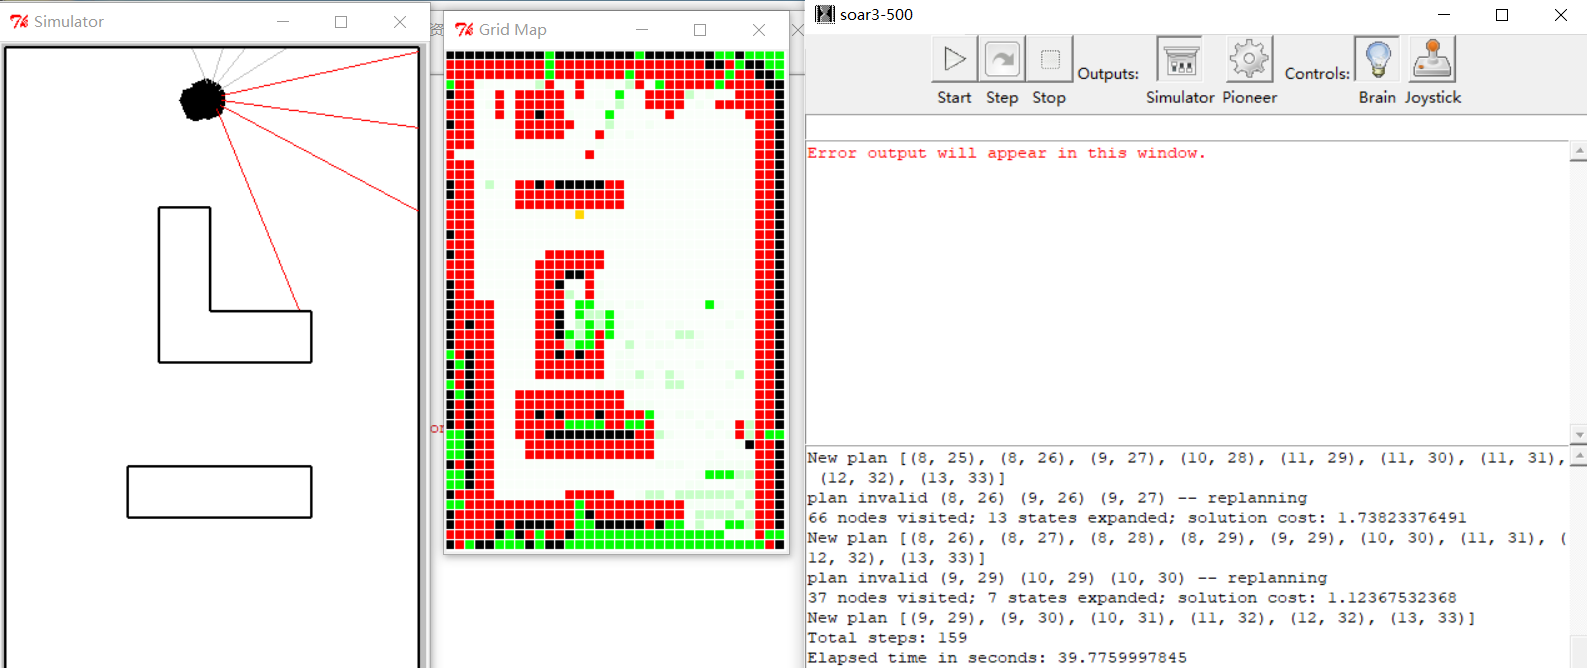 Simulator
资
Grid Map
soar3-500
Start
Step
Stop
Outputs:
Simulator
Pioneer
Controls:
Brain
Joystick
Error output will appear in this window.
or
New plan [(8, 25), (8, 26), (9, 27), (10, 28), (11, 29), (11, 30), (11, 31),
(12, 32), (13, 33)]
plan invalid (8, 26) (9, 26) (9, 27) -- replanning
66 nodes visited; 13 states expanded; solution cost: 1.73823376491
New plan [(8, 26), (8, 27), (8, 28), (8, 29), (9, 29), (10, 30), (11, 31), (
12, 32), (13, 33)]
plan invalid (9, 29) (10, 29) (10, 30) -- replanning
37 nodes visited; 7 states expanded; solution cost: 1.12367532368
New plan [(9, 29), (9, 30), (10, 31), (11, 32), (12, 32), (13, 33)]
Total steps: 159
Elapsed time in seconds: 39.7759997845